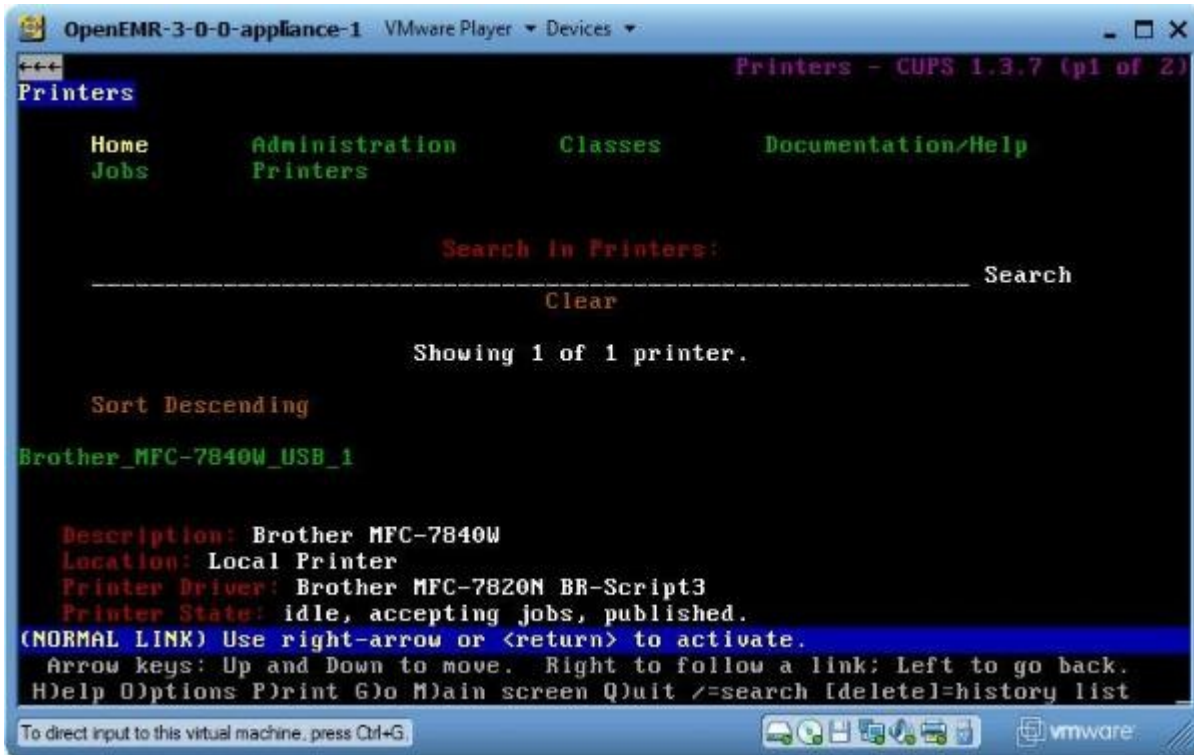 OpenEMR-3-0-0-appliance-1 VMware Player Devices
←←← Printers - CUPS 1.3.7 (p1 of 2)
Printers
Home Administration Classes Documentation/Help
Jobs Printers
Search in Printers:
____________________________________________________________ Search
Clear
Showing 1 of 1 printer.
Sort Descending
Brother_MFC-7840W_USB_1
Description: Brother MFC-7840W
Location: Local Printer
Printer Driver: Brother MFC-7820N BR-Script3
Printer State: idle, accepting jobs, published.
(NORMAL LINK) Use right-arrow or <return> to activate.
Arrow keys: Up and Down to move. Right to follow a link; Left to go back.
H)elp O)ptions P)rint G)o M)ain screen Q)uit /=search [delete]=history list
To direct input to this virtual machine, press Ctrl+G.
vmware